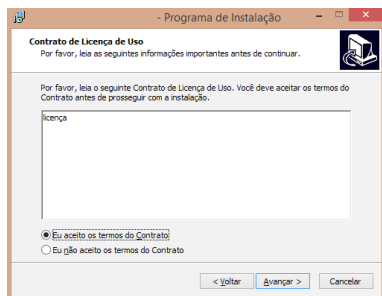 - Programa de Instalação
Contrato de Licença de Uso
Por favor, leia as seguintes informações importantes antes de continuar.
Por favor, leia o seguinte Contrato de Licença de Uso. Você deve aceitar os termos do
Contrato antes de prosseguir com a instalação.
licença
Eu aceito os termos do Contrato
Eu não aceito os termos do Contrato
< Voltar Avançar > Cancelar